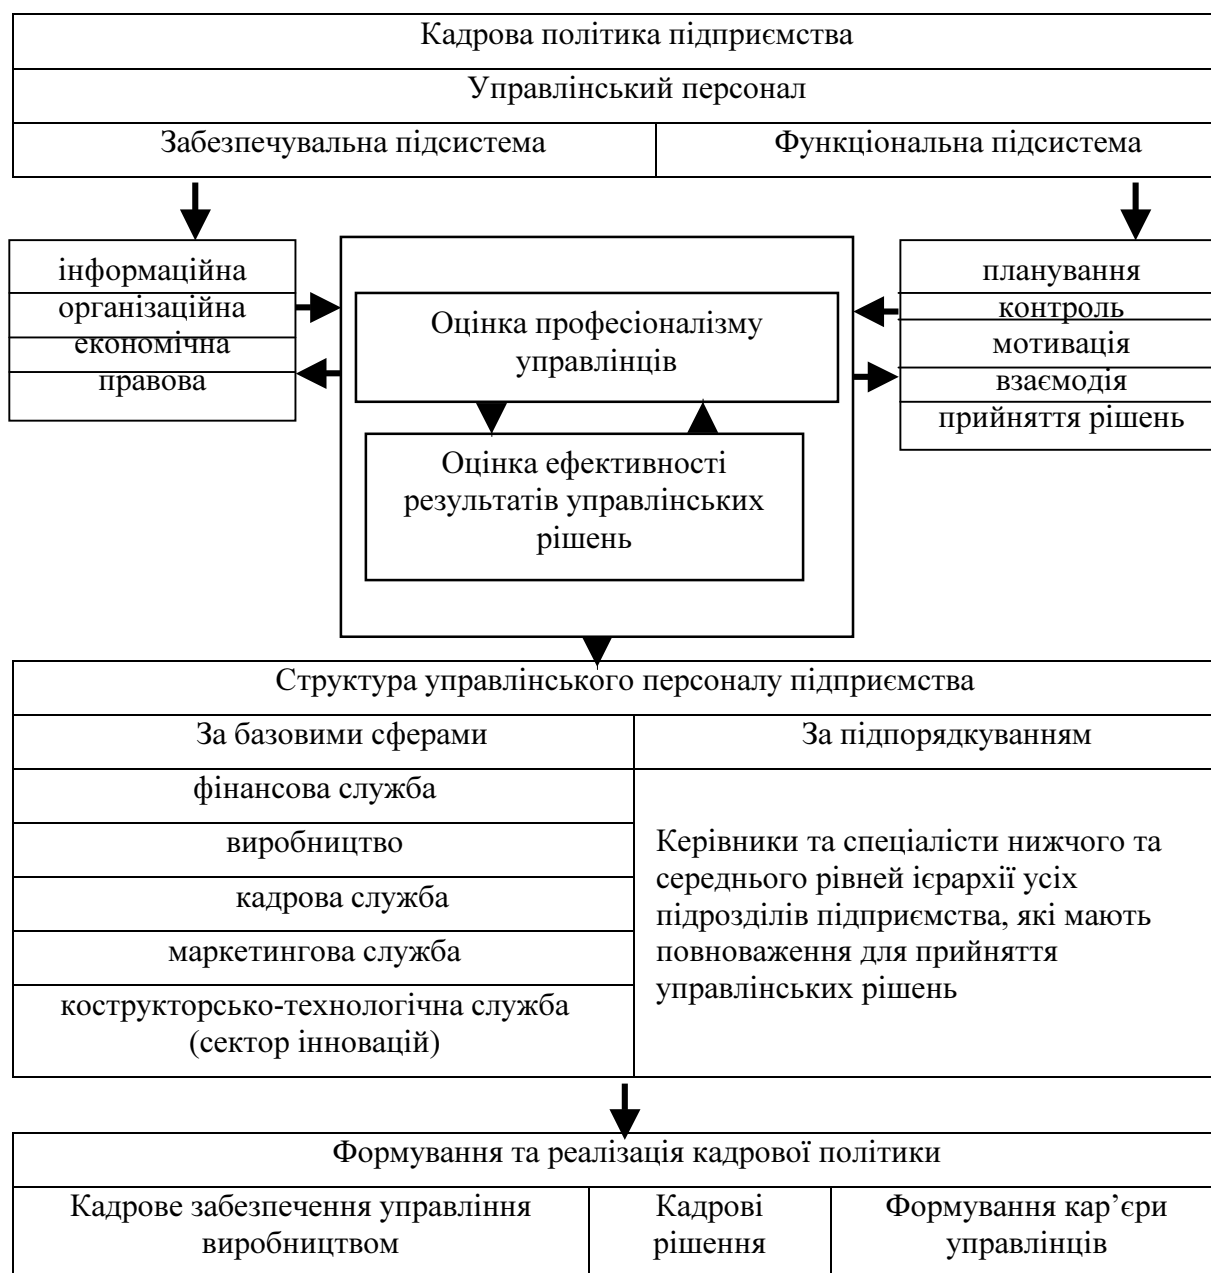 Кадрова політика підприємства
Управлінський персонал
Забезпечувальна підсистема
Функціональна підсистема
інформаційна
організаційна
економічна
правова
Оцінка професіоналізму
управлінців
Оцінка ефективності
результатів управлінських
рішень
планування
контроль
мотивація
взаємодія
прийняття рішень
Структура управлінського персоналу підприємства
За базовими сферами
За підпорядкуванням
фінансова служба
виробництво
кадрова служба
маркетингова служба
кострукторсько-технологічна служба
(сектор інновацій)
Керівники та спеціалісти нижчого та
середнього рівней ієрархії усіх
підрозділів підприємства, які мають
повноваження для прийняття
управлінських рішень
Формування та реалізація кадрової політики
Кадрове забезпечення управління
виробництвом
Кадрові
рішення
Формування кар’єри
управлінців